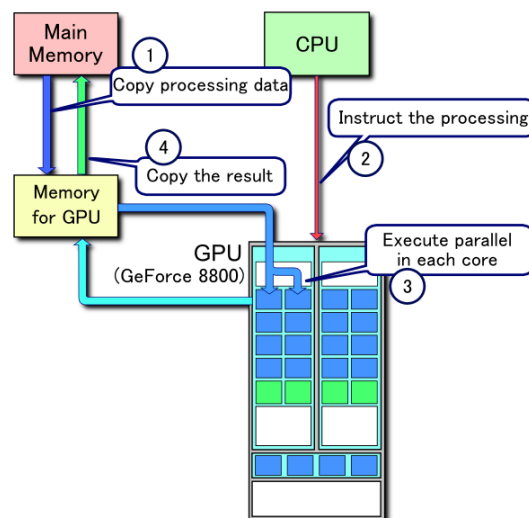 Main
Memory
CPU
1
Copy processing data
Instruct the processing
2
4
Copy the result
Memory
for GPU
GPU
(GeForce 8800)
Execute parallel
in each core
3